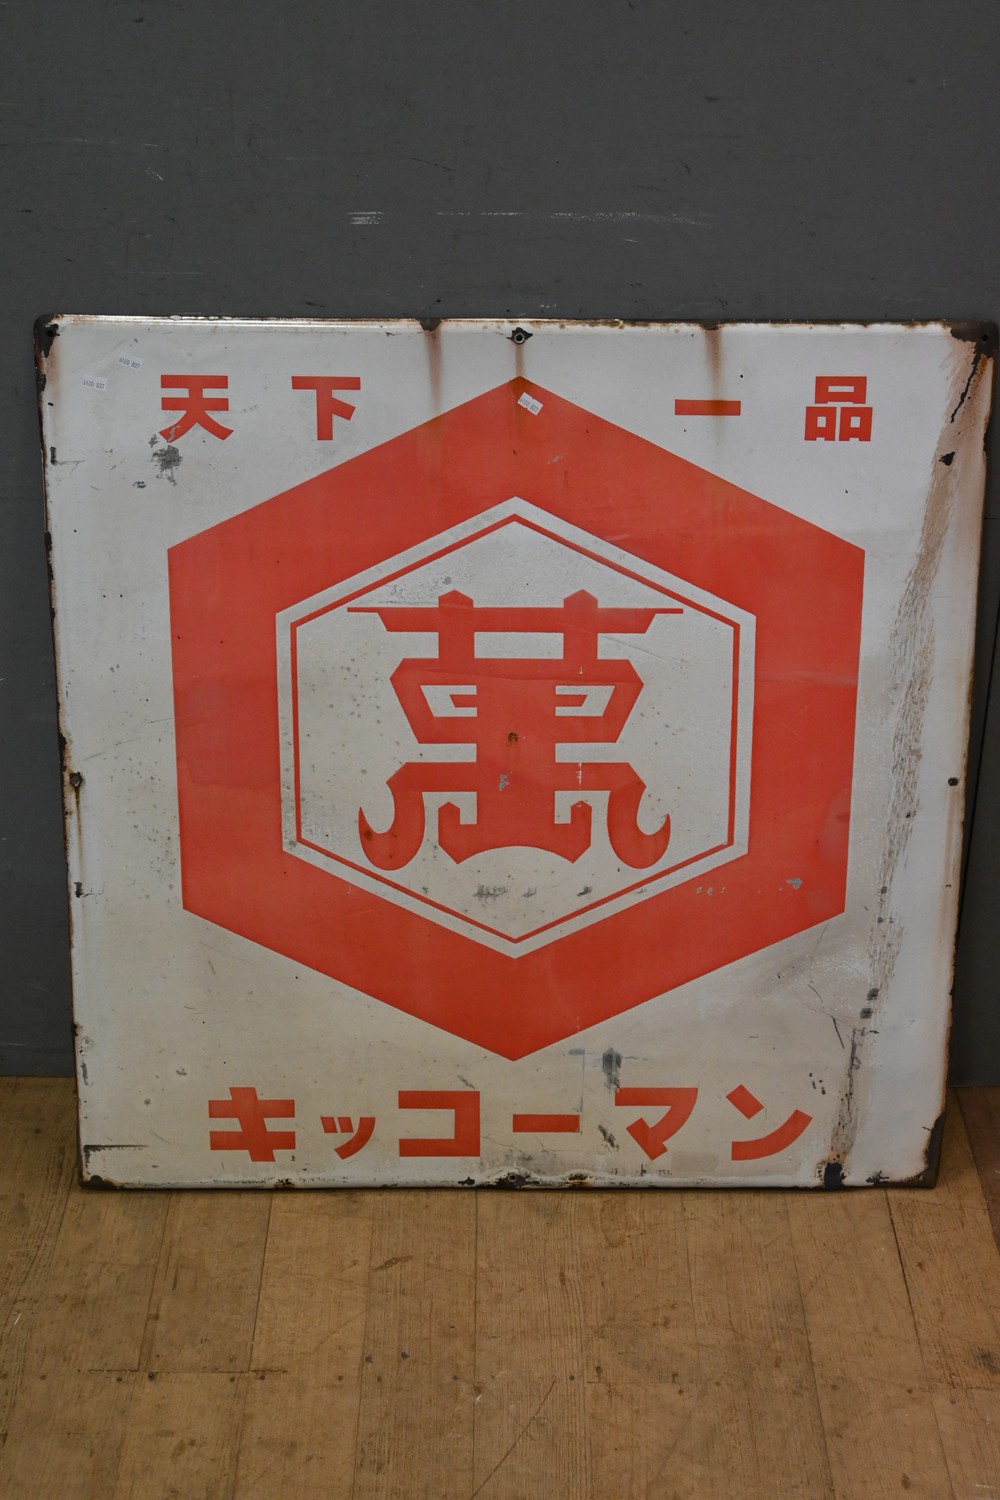 天下一品
萬
キッコーマン